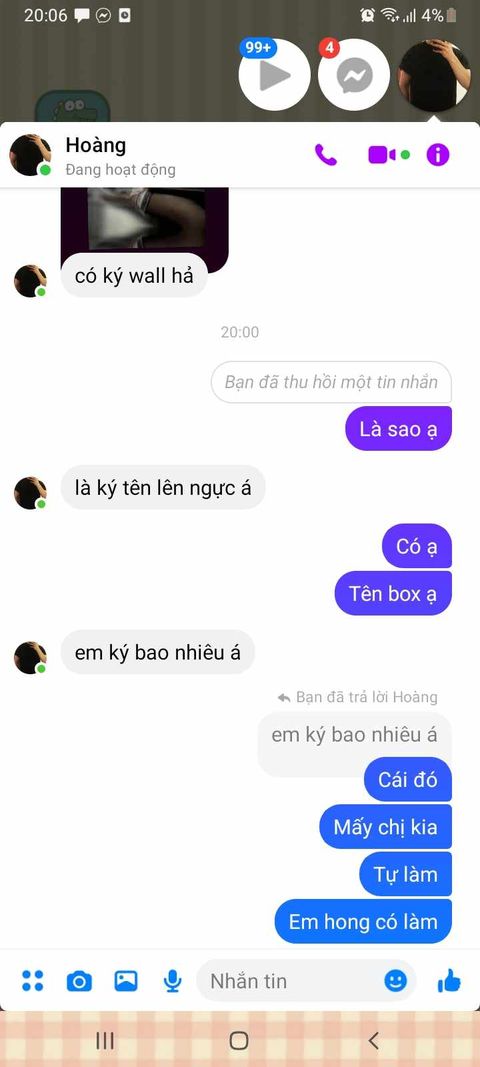 20:06
4%
99+
4
Hoàng
Đang hoạt động
có ký wall hả
20:00
Bạn đã thu hồi một tin nhắn
Là sao ạ
là ký tên lên ngực á
Có ạ
Tên box ạ
em ký bao nhiêu á
Bạn đã trả lời Hoàng
em ký bao nhiêu á
Cái đó
Mấy chị kia
Tự làm
Em hong có làm
Nhắn tin